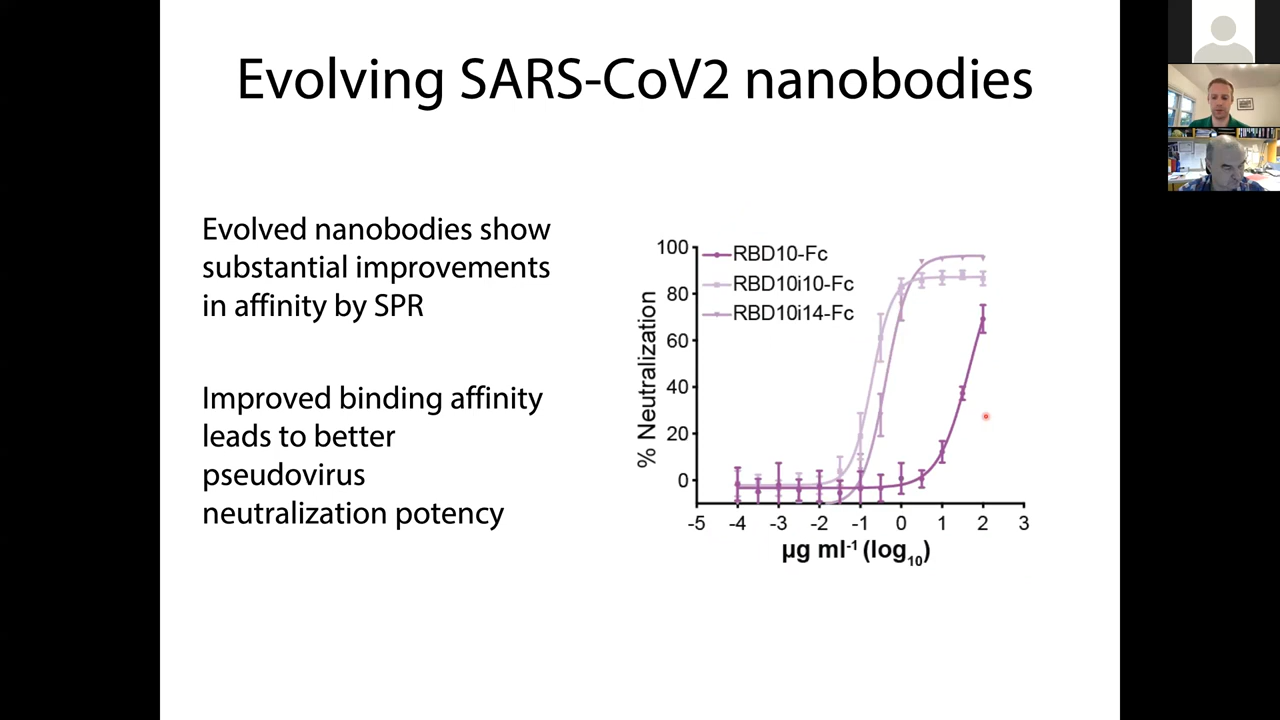 Evolving SARS-CoV2 nanobodies
Evolved nanobodies show
substantial improvements
in affinity by SPR
Improved binding affinity
leads to better
pseudovirus
neutralization potency
% Neutralization
100
80
60
40
20
0
RBD10-Fc
RBD10i10-Fc
RBD10i14-Fc
-5 -4 -3 -2 -1 0 1 2 3
µg ml-1 (log10)